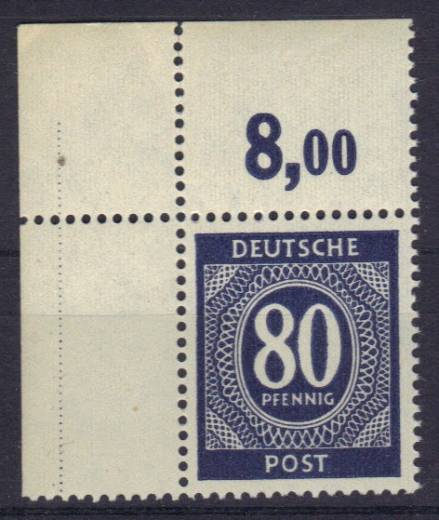 8,00
DEUTSCHE
80
PFENNIG
POST